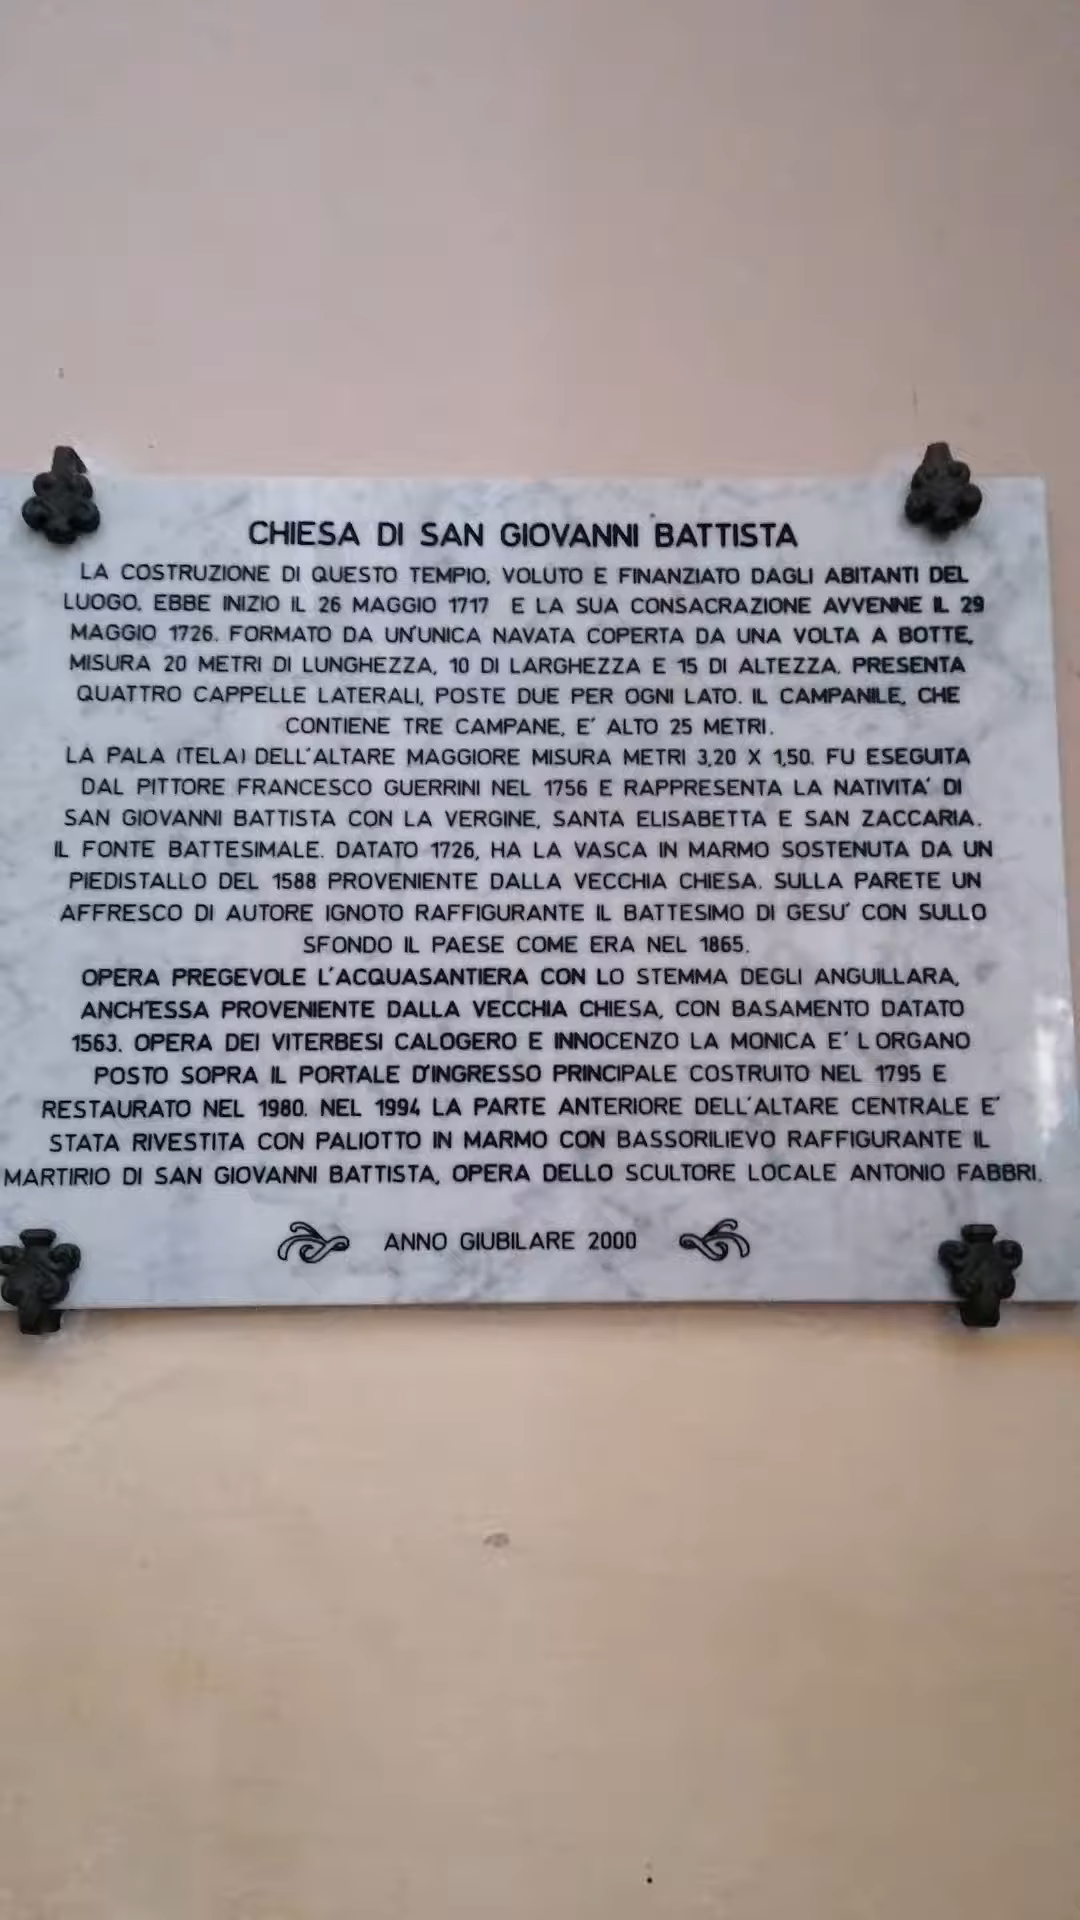 CHIESA DI SAN GIOVANNI BATTISTA
LA COSTRUZIONE DI QUESTO TEMPIO, VOLUTO E FINANZIATO DAGLI ABITANTI DEL
LUOGO, EBBE INIZIO IL 26 MAGGIO 1717 E LA SUA CONSACRAZIONE AVVENNE IL 29
MAGGIO 1726. FORMATO DA UN'UNICA NAVATA COPERTA DA UNA VOLTA A BOTTE,
MISURA 20 METRI DI LUNGHEZZA, 10 DI LARGHEZZA E 15 DI ALTEZZA. PRESENTA
QUATTRO CAPPELLE LATERALI, POSTE DUE PER OGNI LATO. IL CAMPANILE, CHE
CONTIENE TRE CAMPANE, E' ALTO 25 METRI.
LA PALA (TELA) DELL'ALTARE MAGGIORE MISURA METRI 3,20 X 1,50. FU ESEGUITA
DAL PITTORE FRANCESCO GUERRINI NEL 1756 E RAPPRESENTA LA NATIVITA' DI
SAN GIOVANNI BATTISTA CON LA VERGINE, SANTA ELISABETTA E SAN ZACCARIA.
IL FONTE BATTESIMALE. DATATO 1726, HA LA VASCA IN MARMO SOSTENUTA DA UN
PIEDISTALLO DEL 1588 PROVENIENTE DALLA VECCHIA CHIESA. SULLA PARETE UN
AFFRESCO DI AUTORE IGNOTO RAFFIGURANTE IL BATTESIMO DI GESU' CON SULLO
SFONDO IL PAESE COME ERA NEL 1865.
OPERA PREGEVOLE L'ACQUASANTIERA CON LO STEMMA DEGLI ANGUILLARA,
ANCH'ESSA PROVENIENTE DALLA VECCHIA CHIESA, CON BASAMENTO DATATO
1563. OPERA DEI VITERBESI CALOGERO E INNOCENZO LA MONICA E' L'ORGANO
POSTO SOPRA IL PORTALE D'INGRESSO PRINCIPALE COSTRUITO NEL 1795 E
RESTAURATO NEL 1980. NEL 1994 LA PARTE ANTERIORE DELL'ALTARE CENTRALE E'
STATA RIVESTITA CON PALIOTTO IN MARMO CON BASSORILIEVO RAFFIGURANTE IL
MARTIRIO DI SAN GIOVANNI BATTISTA, OPERA DELLO SCULTORE LOCALE ANTONIO FABBRI.
ANNO GIUBILARE 2000